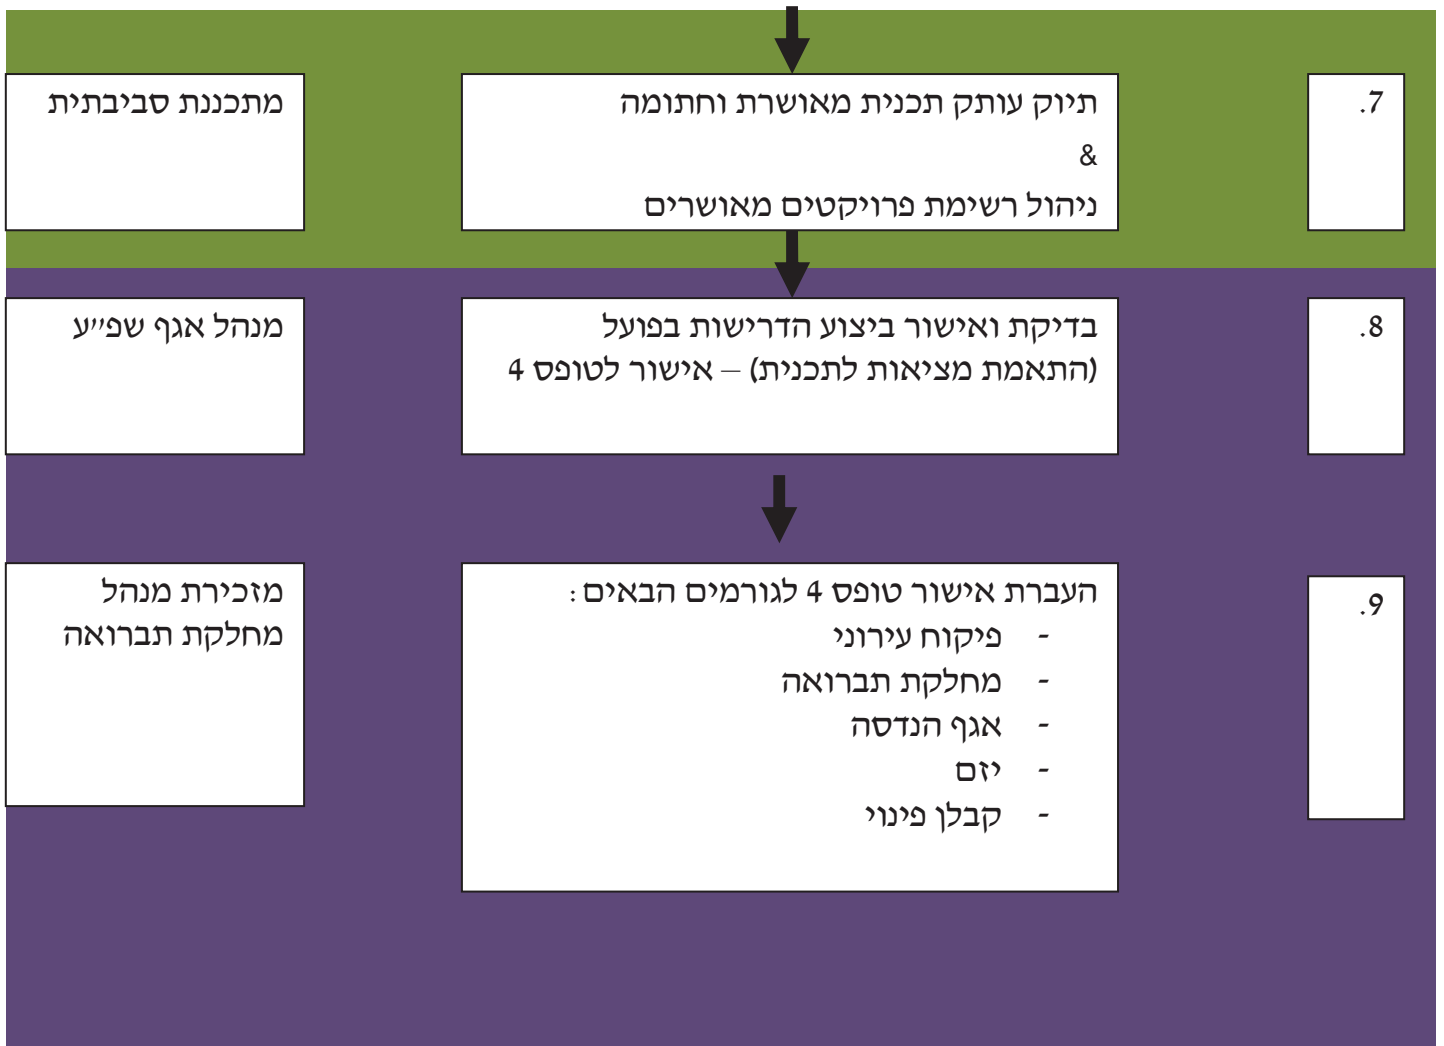 7.
תיוק עותק תכנית מאושרת וחתומה
&
ניהול רשימת פרויקטים מאושרים
מתכננת סביבתית
8.
בדיקת ואישור ביצוע הדרישות בפועל
(התאמת מציאות לתכנית) – אישור לטופס 4
מנהל אגף שפ״ע
9.
העברת אישור טופס 4 לגורמים הבאים:
- פיקוח עירוני
- מחלקת תברואה
- אגף הנדסה
- יזם
- קבלן פינוי
מזכירת מנהל
מחלקת תברואה